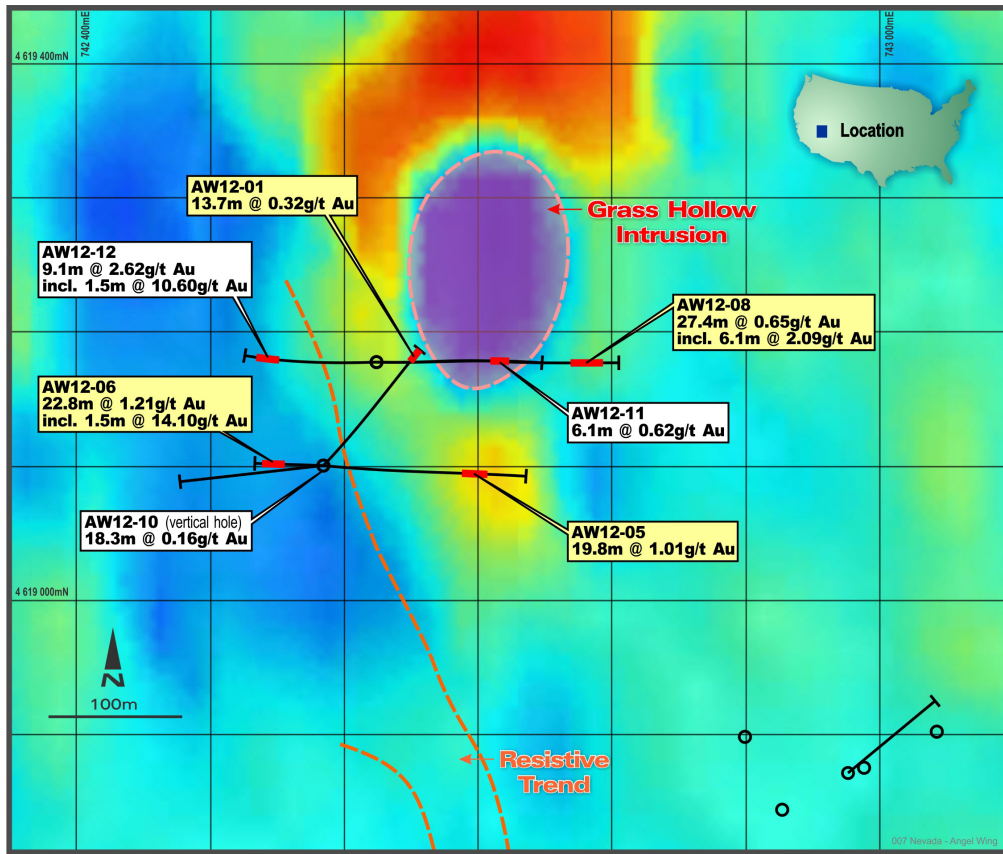 742 400mE
743 000mE
4 619 400mN
Location
AW12-01
13.7m @ 0.32g/t Au
Grass Hollow
Intrusion
AW12-12
9.1m @ 2.62g/t Au
incl. 1.5m @ 10.60g/t Au
AW12-08
27.4m @ 0.65g/t Au
incl. 6.1m @ 2.09g/t Au
AW12-06
22.8m @ 1.21g/t Au
incl. 1.5m @ 14.10g/t Au
AW12-11
6.1m @ 0.62g/t Au
AW12-10 (vertical hole)
18.3m @ 0.16g/t Au
AW12-05
19.8m @ 1.01g/t Au
4 619 000mN
N
100m
Resistive
Trend
007 Nevada - Angel Wing